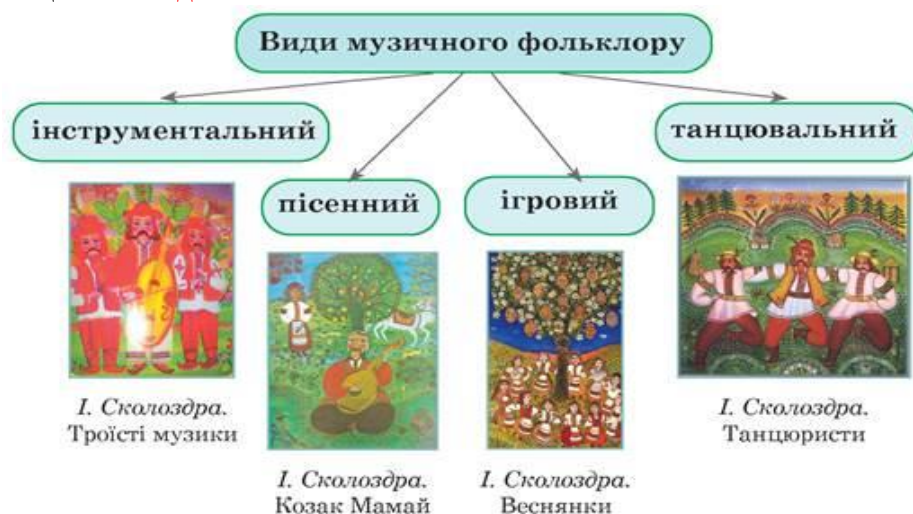 Види музичного фольклору
інструментальний
танцювальний
пісенний
ігровий
І. Сколоздра.
Троїсті музики
І. Сколоздра.
Козак Мамай
І. Сколоздра.
Веснянки
І. Сколоздра.
Танцюристи